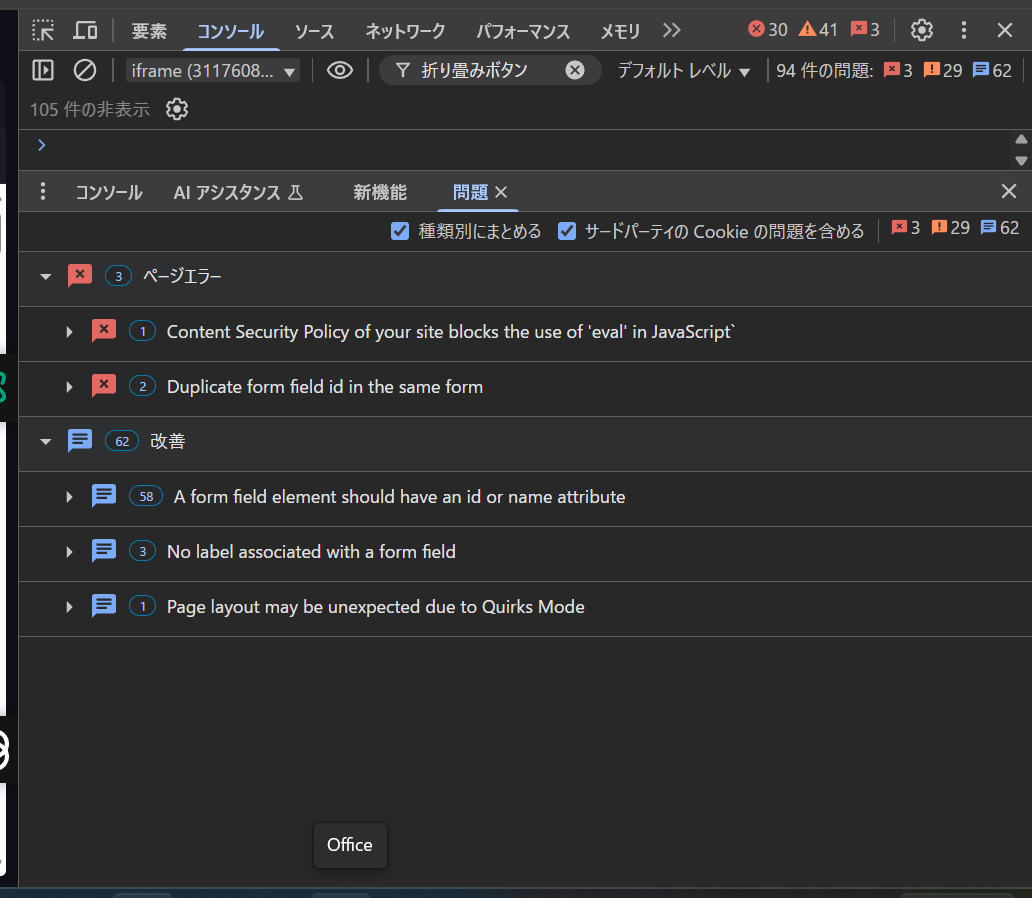 要素 コンソール ソース ネットワーク パフォーマンス メモリ 30 41 3
iframe (3117608... ▼ 折り畳みボタン デフォルト レベル ▼ 94 件の問題: 3 29 62
105 件の非表示
>
コンソール AI アシスタンス 新機能 問題
種類別にまとめる サードパーティの Cookie の問題を含める 3 29 62
3 ページエラー
1 Content Security Policy of your site blocks the use of 'eval' in JavaScript`
2 Duplicate form field id in the same form
62 改善
58 A form field element should have an id or name attribute
3 No label associated with a form field
1 Page layout may be unexpected due to Quirks Mode
Office